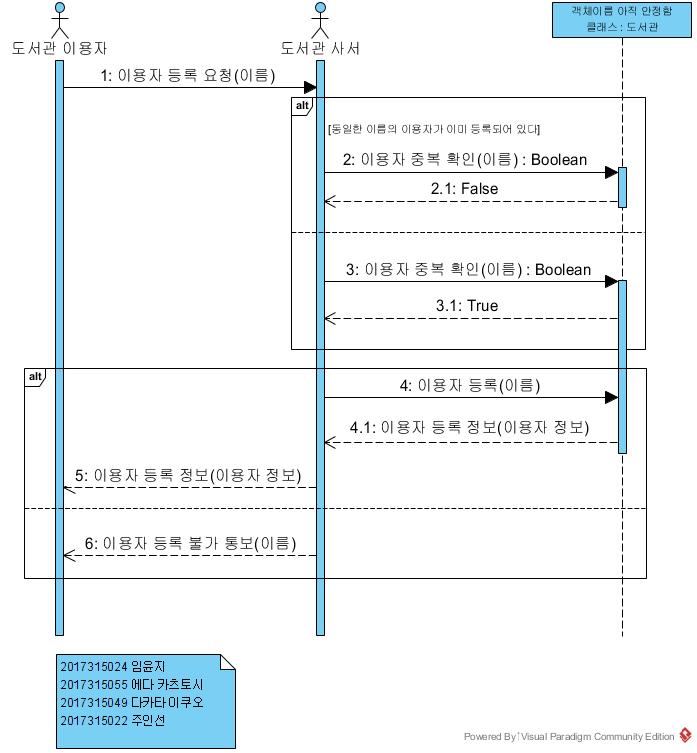 객체이름 아직 안정함
클래스 : 도서관
도서관 이용자
도서관 사서
1: 이용자 등록 요청(이름)
alt
[동일한 이름의 이용자가 이미 등록되어 있다]
2: 이용자 중복 확인(이름) : Boolean
2.1: False
3: 이용자 중복 확인(이름) : Boolean
3.1: True
alt
4: 이용자 등록(이름)
4.1: 이용자 등록 정보(이용자 정보)
5: 이용자 등록 정보(이용자 정보)
6: 이용자 등록 불가 통보(이름)
2017315024 임윤지
2017315055 에다 카츠토시
2017315049 다카타 이쿠오
2017315022 주인선
Powered By Visual Paradigm Community Edition